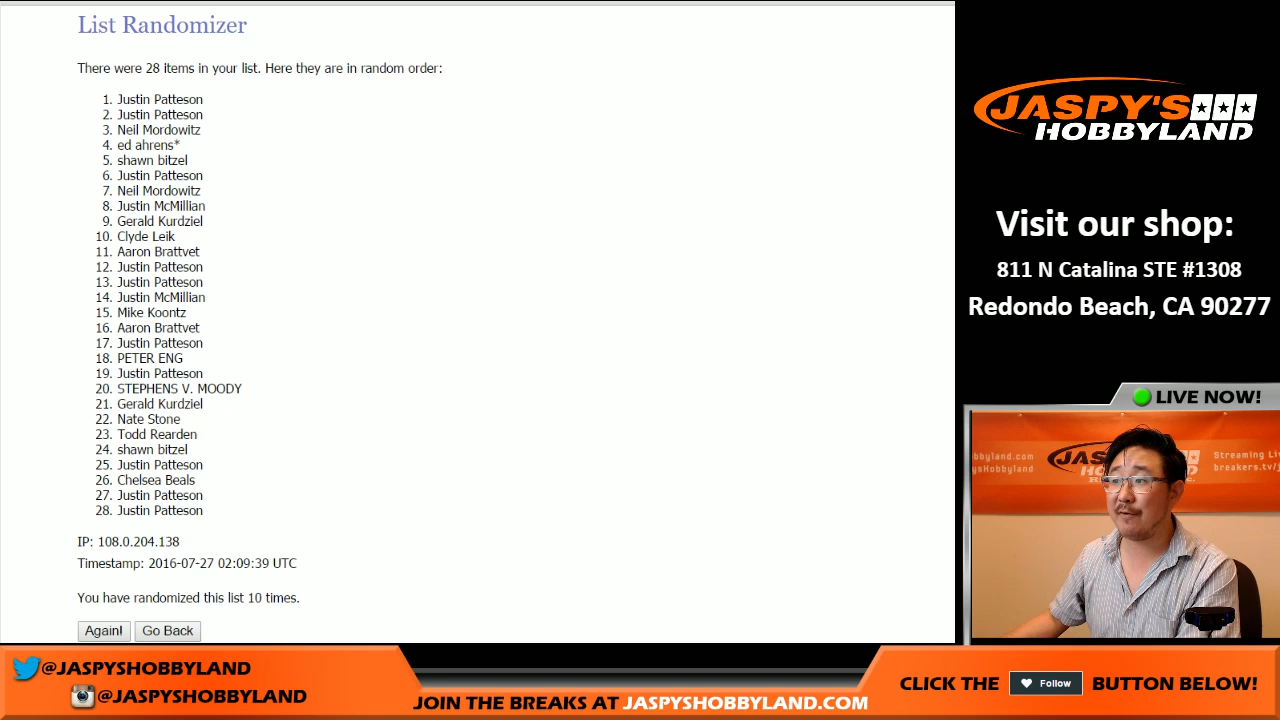 List Randomizer
There were 28 items in your list. Here they are in random order:
1. Justin Patteson
2. Justin Patteson
3. Neil Mordowitz
4. ed ahrens*
5. shawn bitzel
6. Justin Patteson
7. Neil Mordowitz
8. Justin McMillian
9. Gerald Kurdziel
10. Clyde Leik
11. Aaron Brattvet
12. Justin Patteson
13. Justin Patteson
14. Justin McMillian
15. Mike Koontz
16. Aaron Brattvet
17. Justin Patteson
18. PETER ENG
19. Justin Patteson
20. STEPHENS V. MOODY
21. Gerald Kurdziel
22. Nate Stone
23. Todd Rearden
24. shawn bitzel
25. Justin Patteson
26. Chelsea Beals
27. Justin Patteson
28. Justin Patteson
IP: 108.0.204.138
Timestamp: 2016-07-27 02:09:39 UTC
You have randomized this list 10 times.
Again! Go Back
JASPY'S
HOBBYLAND
Visit our shop:
811 N Catalina STE #1308
Redondo Beach, CA 90277
LIVE NOW!
Streaming Li
breakers.tv/j
@JASPYSHOBBYLAND
@JASPYSHOBBYLAND
JOIN THE BREAKS AT JASPYSHOBBYLAND.COM
CLICK THE Follow BUTTON BELOW!